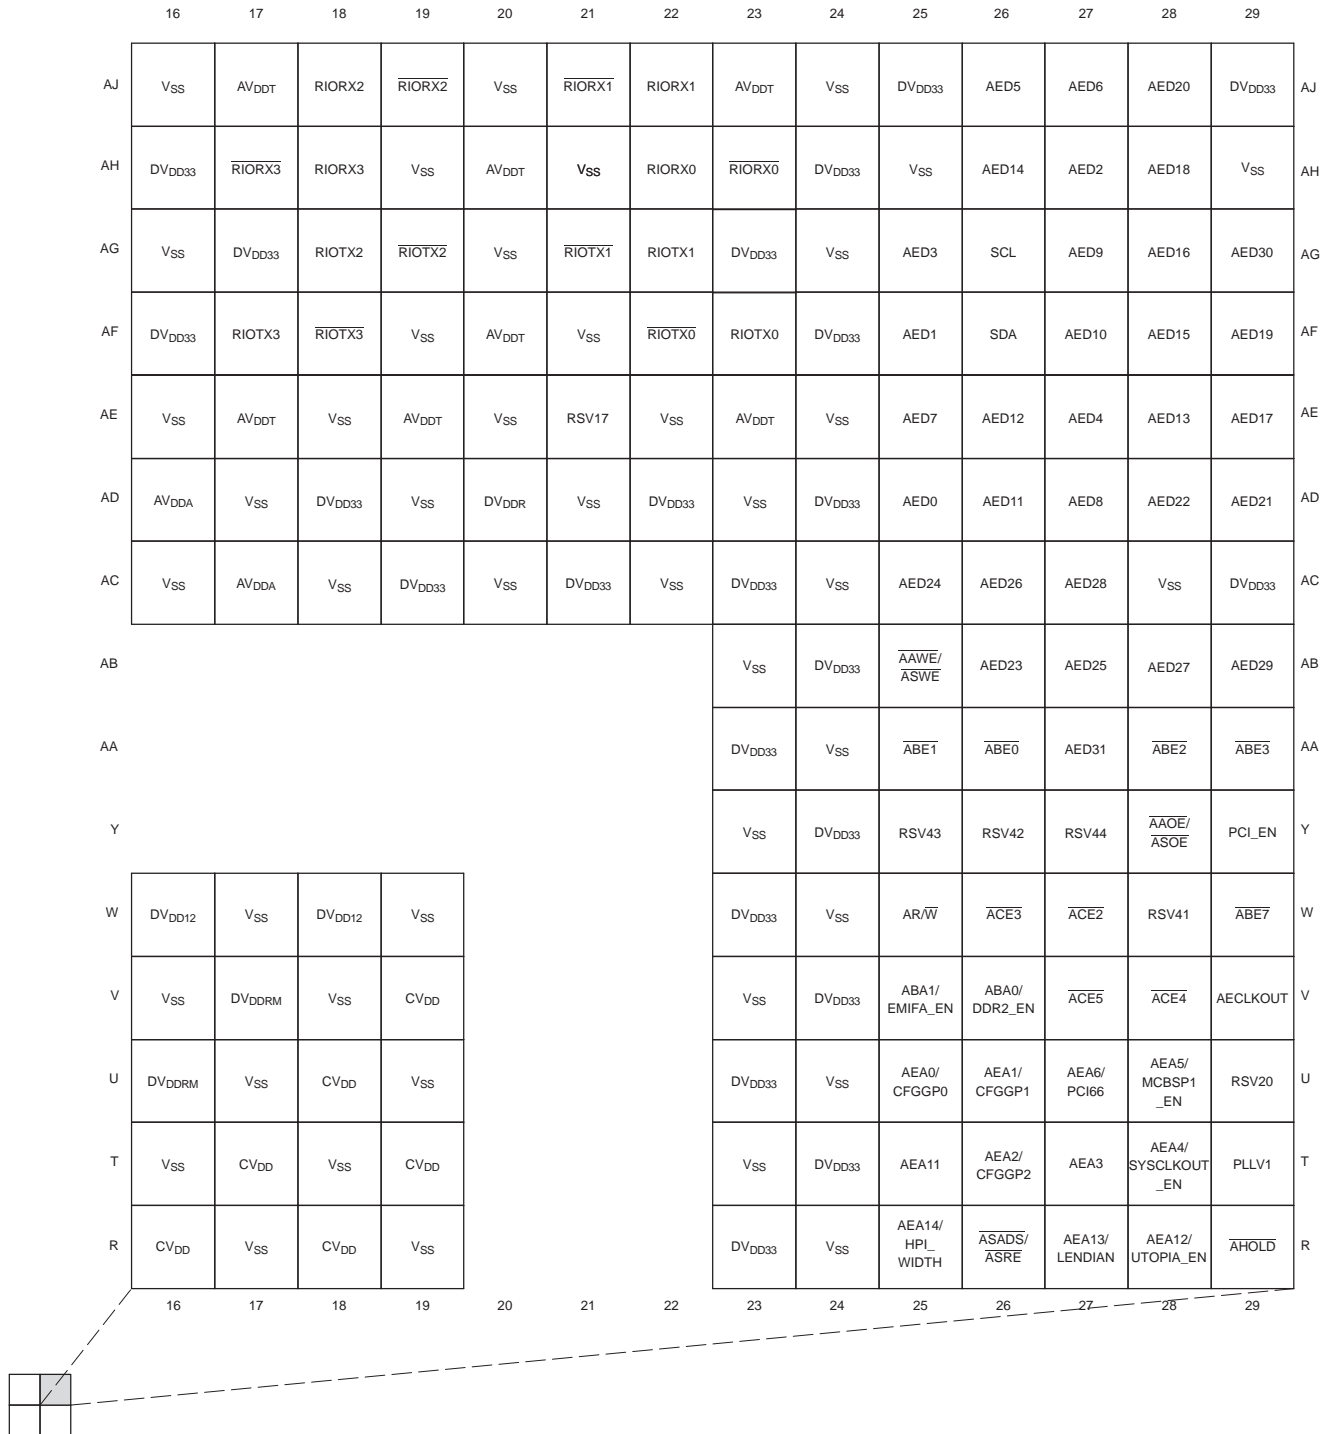 16 17 18 19 20 21 22 23 24 25 26 27 28 29
AJ VSS AVDDT RIORX2 RIORX2 VSS RIORX1 RIORX1 AVDDT VSS DVDD33 AED5 AED6 AED20 DVDD33 AJ
AH DVDD33 RIORX3 RIORX3 VSS AVDDT VSS RIORX0 RIORX0 DVDD33 VSS AED14 AED2 AED18 VSS AH
AG VSS DVDD33 RIOTX2 RIOTX2 VSS RIOTX1 RIOTX1 DVDD33 VSS AED3 SCL AED9 AED16 AED30 AG
AF DVDD33 RIOTX3 RIOTX3 VSS AVDDT VSS RIOTX0 RIOTX0 DVDD33 AED1 SDA AED10 AED15 AED19 AF
AE VSS AVDDT VSS AVDDT VSS RSV17 VSS AVDDT VSS AED7 AED12 AED4 AED13 AED17 AE
AD AVDDA VSS DVDD33 VSS DVDDR VSS DVDD33 VSS DVDD33 AED0 AED11 AED8 AED22 AED21 AD
AC VSS AVDDA VSS DVDD33 VSS DVDD33 VSS DVDD33 VSS AED24 AED26 AED28 VSS DVDD33 AC
AB VSS DVDD33 AAWE/ ASWE AED23 AED25 AED27 AED29 AB
AA DVDD33 VSS ABE1 ABE0 AED31 ABE2 ABE3 AA
Y VSS DVDD33 RSV43 RSV42 RSV44 AAOE/ ASOE PCI_EN Y
W DVDD12 VSS DVDD12 VSS DVDD33 VSS AR/W ACE3 ACE2 RSV41 ABE7 W
V VSS DVDDRM VSS CVDD VSS DVDD33 ABA1/ EMIFA_EN ABA0/ DDR2_EN ACE5 ACE4 AECLKOUT V
U DVDDRM VSS CVDD VSS DVDD33 VSS AEA0/ CFGGP0 AEA1/ CFGGP1 AEA6/ PCI66 AEA5/ MCBSP1 _EN RSV20 U
T VSS CVDD VSS CVDD VSS DVDD33 AEA11 AEA2/ CFGGP2 AEA3 AEA4/ SYSCLKOUT _EN PLLV1 T
R CVDD VSS CVDD VSS DVDD33 VSS AEA14/ HPI_ WIDTH ASADS/ ASRE AEA13/ LENDIAN AEA12/ UTOPIA_EN AHOLD R
16 17 18 19 20 21 22 23 24 25 26 27 28 29